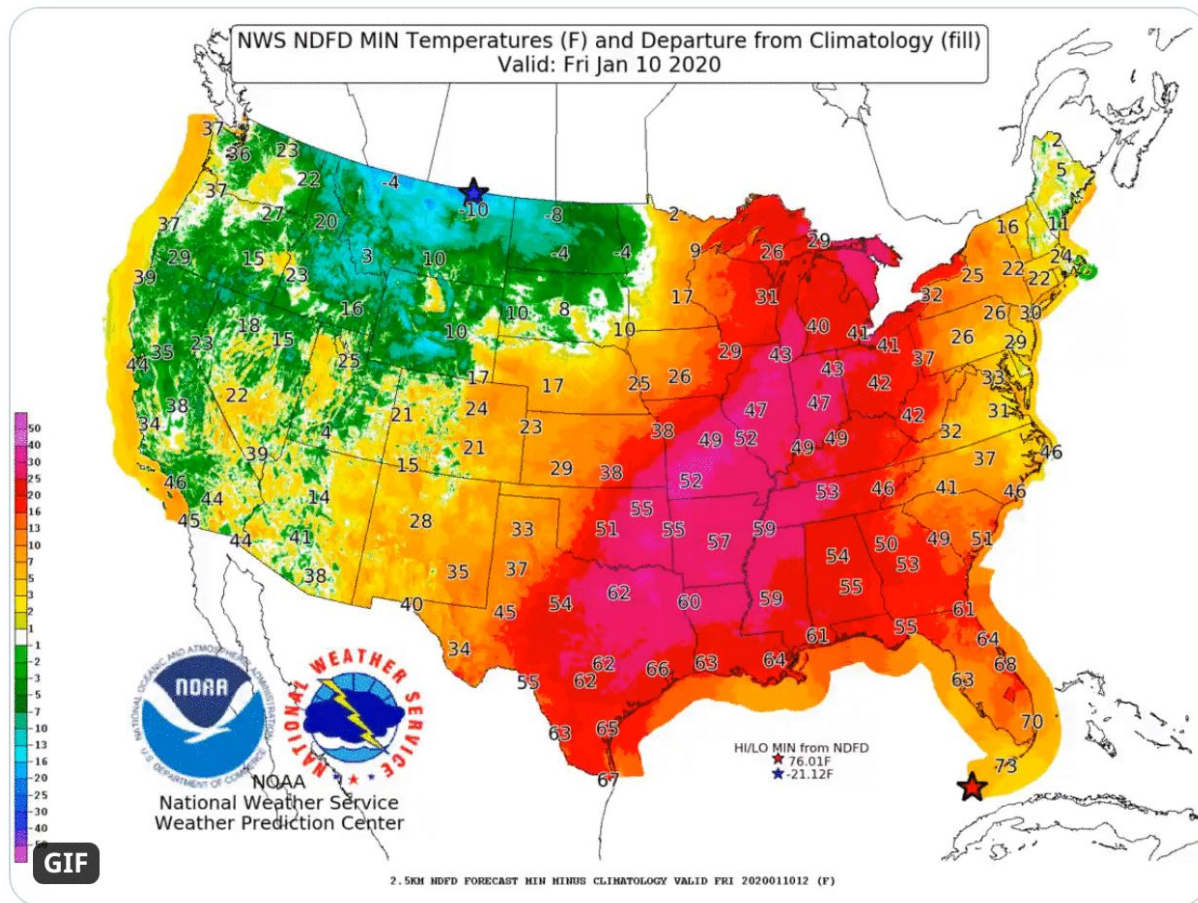 NWS NDFD MIN Temperatures (F) and Departure from Climatology (fill)
Valid: Fri Jan 10 2020
37 36 23 22 -4 -10 -8 2 2 5
37 27 20 -4 -4 9 26 29 16 11
37 29 15 23 3 10 17 31 25 22 24 22
39 16 10 10 8 10 40 41 32 26 30
18 15 25 29 43 41 26 29
44 35 23 17 17 25 26 43 42 37 33
34 38 22 21 24 23 38 47 47 42 31
39 4 15 21 29 38 49 52 49 49 32 46
46 44 14 52 53 46 37
45 44 41 28 33 51 55 55 57 59 41 46
38 35 37 54 50 49 51
40 45 54 62 60 59 55 53 61
34 55 62 62 66 63 64 61 55 64
63 65 67 63 68 70 73
50
40
30
25
20
16
13
10
7
5
3
2
1
-1
-2
-3
-5
-7
-10
-13
-16
-20
-25
-30
-40
-50
NATIONAL OCEANIC AND ATMOSPHERIC ADMINISTRATION
NOAA
U.S. DEPARTMENT OF COMMERCE
NATIONAL WEATHER SERVICE
NOAA
National Weather Service
Weather Prediction Center
HI/LO MIN from NDFD
76.01F
-21.12F
GIF
2.5KM NDFD FORECAST MIN MINUS CLIMATOLOGY VALID FRI 2020011012 (F)